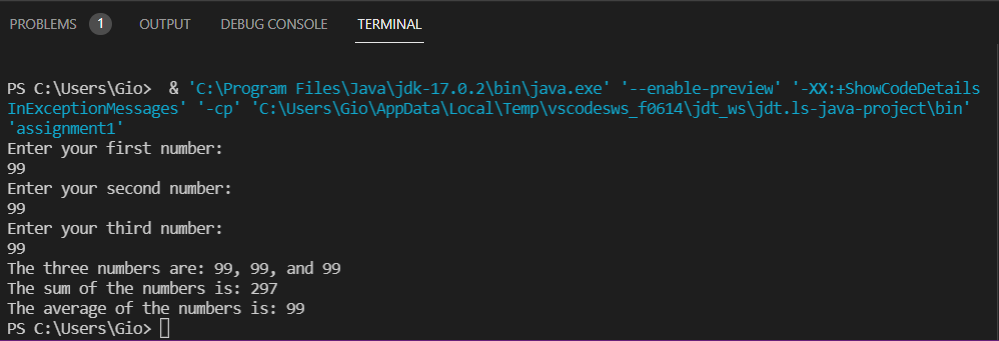 PROBLEMS 1 OUTPUT DEBUG CONSOLE TERMINAL
PS C:\Users\Gio>  & 'C:\Program Files\Java\jdk-17.0.2\bin\java.exe' '--enable-preview' '-XX:+ShowCodeDetails
InExceptionMessages' '-cp' 'C:\Users\Gio\AppData\Local\Temp\vscodesws_f0614\jdt_ws\jdt.ls-java-project\bin'
'assignment1'
Enter your first number:
99
Enter your second number:
99
Enter your third number:
99
The three numbers are: 99, 99, and 99
The sum of the numbers is: 297
The average of the numbers is: 99
PS C:\Users\Gio>